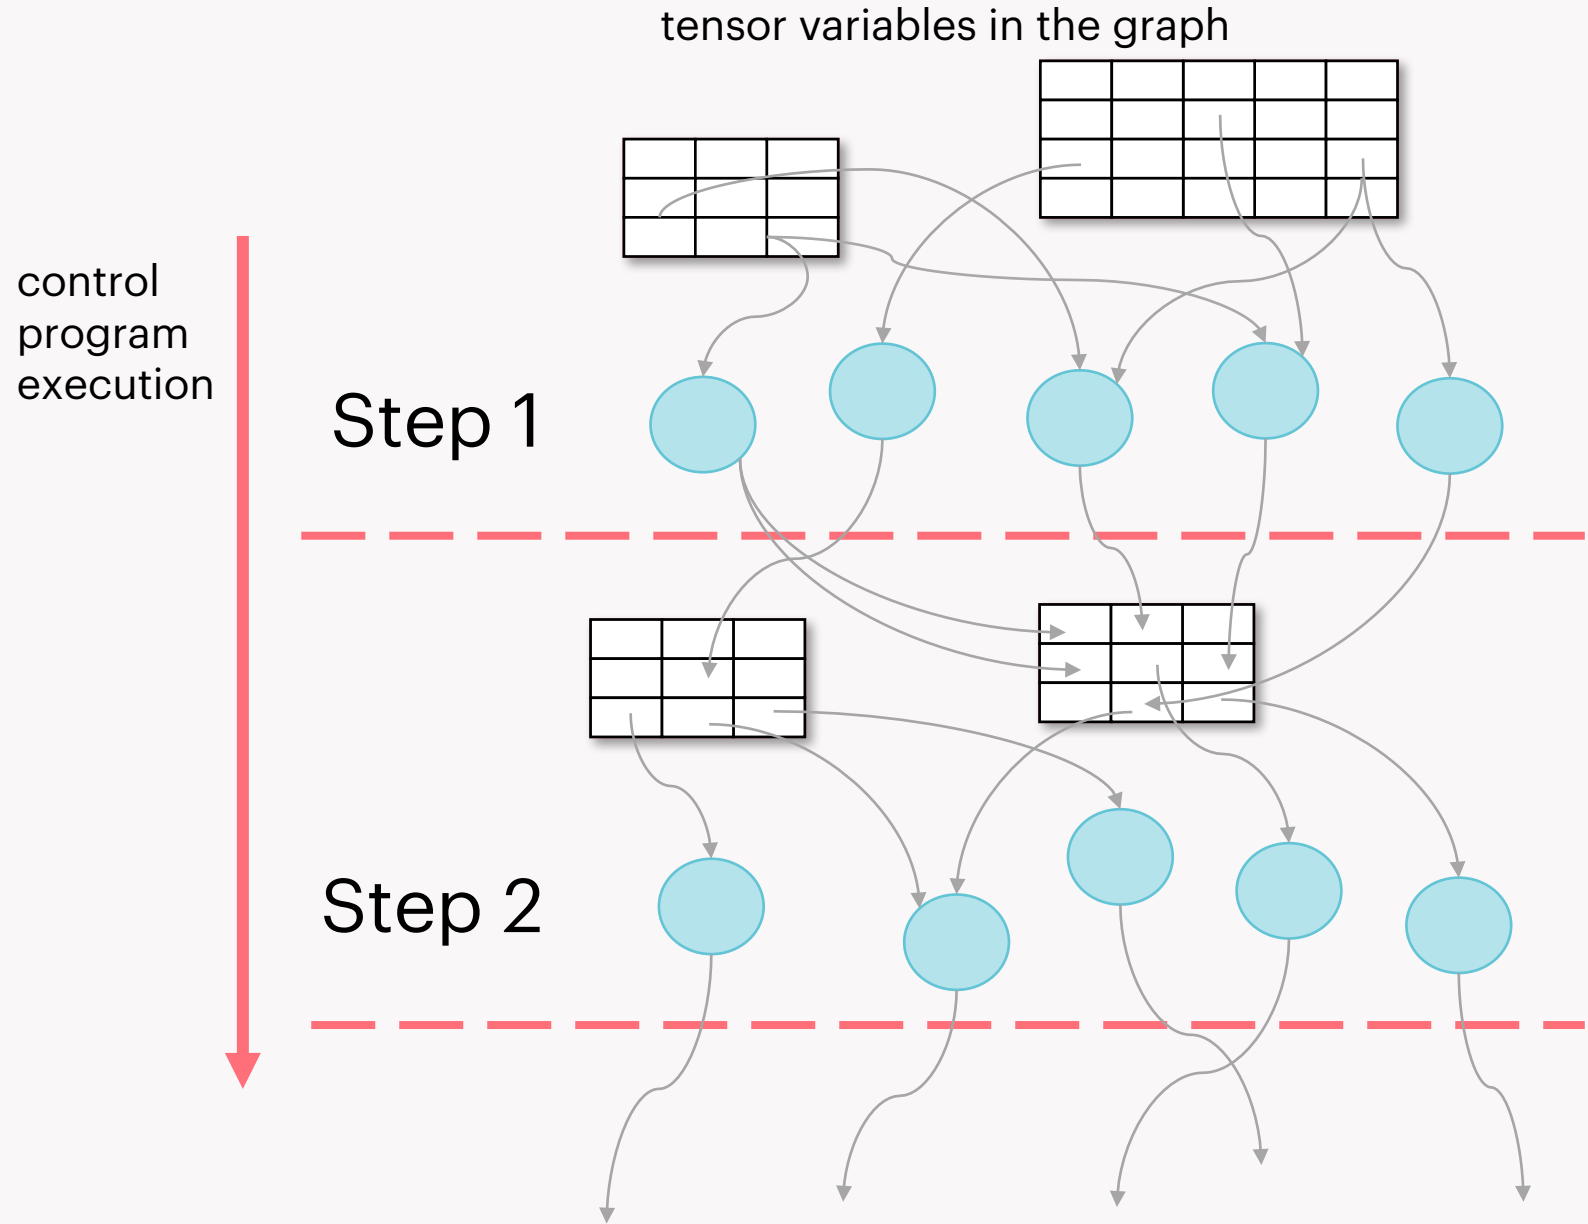 tensor variables in the graph
control
program
execution
Step 1
Step 2